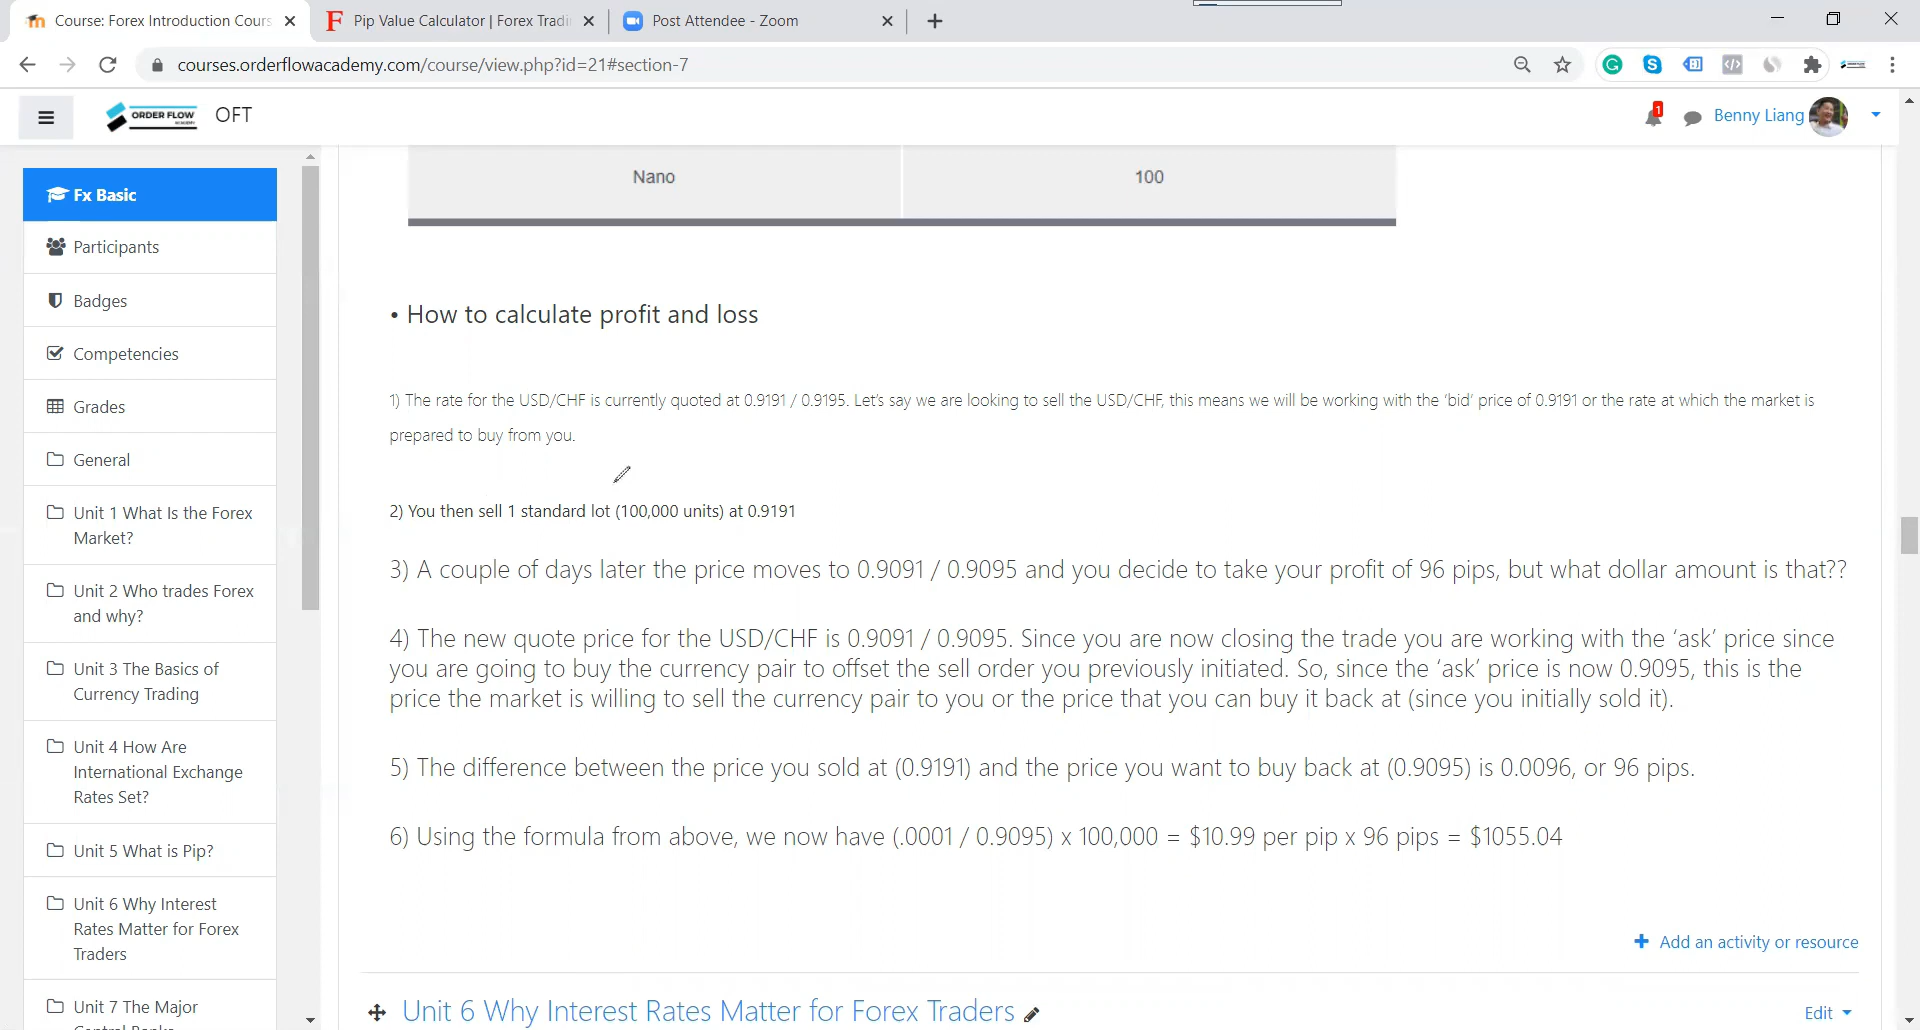 Course: Forex Introduction Cours
Pip Value Calculator | Forex Tradi
Post Attendee - Zoom
courses.orderflowacademy.com/course/view.php?id=21#section-7
ORDER FLOW
OFT
1
Benny Liang
Fx Basic
Participants
Badges
Competencies
Grades
General
Unit 1 What Is the Forex
Market?
Unit 2 Who trades Forex
and why?
Unit 3 The Basics of
Currency Trading
Unit 4 How Are
International Exchange
Rates Set?
Unit 5 What is Pip?
Unit 6 Why Interest
Rates Matter for Forex
Traders
Unit 7 The Major
Nano 100
• How to calculate profit and loss
1) The rate for the USD/CHF is currently quoted at 0.9191 / 0.9195. Let's say we are looking to sell the USD/CHF, this means we will be working with the ‘bid’ price of 0.9191 or the rate at which the market is
prepared to buy from you.
2) You then sell 1 standard lot (100,000 units) at 0.9191
3) A couple of days later the price moves to 0.9091 / 0.9095 and you decide to take your profit of 96 pips, but what dollar amount is that??
4) The new quote price for the USD/CHF is 0.9091 / 0.9095. Since you are now closing the trade you are working with the ‘ask’ price since
you are going to buy the currency pair to offset the sell order you previously initiated. So, since the ‘ask’ price is now 0.9095, this is the
price the market is willing to sell the currency pair to you or the price that you can buy it back at (since you initially sold it).
5) The difference between the price you sold at (0.9191) and the price you want to buy back at (0.9095) is 0.0096, or 96 pips.
6) Using the formula from above, we now have (.0001 / 0.9095) x 100,000 = $10.99 per pip x 96 pips = $1055.04
Add an activity or resource
Unit 6 Why Interest Rates Matter for Forex Traders
Edit